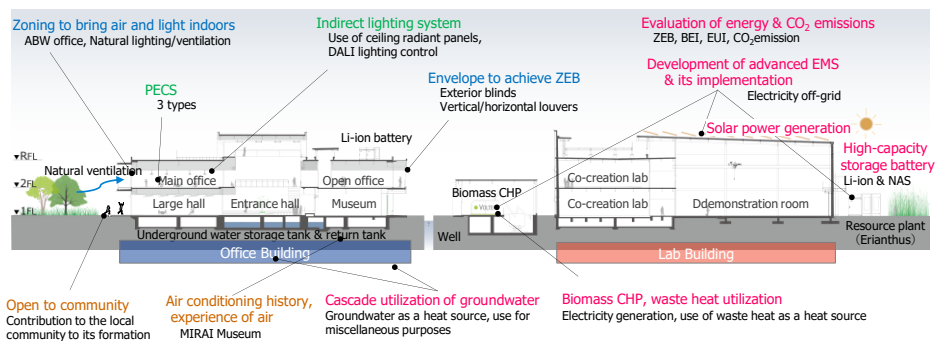 Zoning to bring air and light indoors
ABW office, Natural lighting/ventilation
Indirect lighting system
Use of ceiling radiant panels,
DALI lighting control
Evaluation of energy & CO₂ emissions
ZEB, BEI, EUI, CO₂emission
Development of advanced EMS
& its implementation
Electricity off-grid
PECS
3 types
Envelope to achieve ZEB
Exterior blinds
Vertical/horizontal louvers
Solar power generation
Li-ion battery
High-capacity
storage battery
Li-ion & NAS
▼RFL
Natural ventilation
Main office
Open office
Co-creation lab
▼2FL
Biomass CHP
Large hall
Entrance hall
Museum
Co-creation lab
Ddemonstration room
▼1FL
Underground water storage tank & return tank
Well
Resource plant
(Erianthus)
Office Building
Lab Building
Open to community
Contribution to the local
community to its formation
Air conditioning history,
experience of air
MIRAI Museum
Cascade utilization of groundwater
Groundwater as a heat source, use for
miscellaneous purposes
Biomass CHP, waste heat utilization
Electricity generation, use of waste heat as a heat source